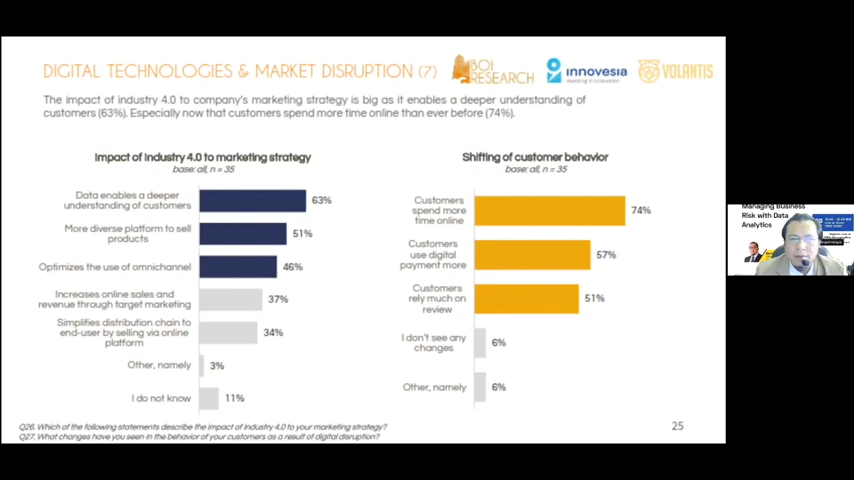 DIGITAL TECHNOLOGIES & MARKET DISRUPTION (7)
BOI
RESEARCH
innovesia
VOLANTIS
The impact of industry 4.0 to company's marketing strategy is big as it enables a deeper understanding of
customers (63%). Especially now that customers spend more time online than ever before (74%).
Impact of Industry 4.0 to marketing strategy
base: all, n = 35
Data enables a deeper
understanding of customers
63%
More diverse platform to sell
products
51%
Optimizes the use of omnichannel
46%
Increases online sales and
revenue through target marketing
37%
Simplifies distribution chain to
end-user by selling via online
platform
34%
Other, namely
3%
I do not know
11%
Shifting of customer behavior
base: all, n = 35
Customers
spend more
time online
74%
Customers
use digital
payment more
57%
Customers
rely much on
review
51%
I don't see any
changes
6%
Other, namely
6%
Q26. Which of the following statements describe the impact of Industry 4.0 to your marketing strategy?
Q27. What changes have you seen in the behavior of your customers as a result of digital disruption?
25
Managing Business
Risk with Data
Analytics